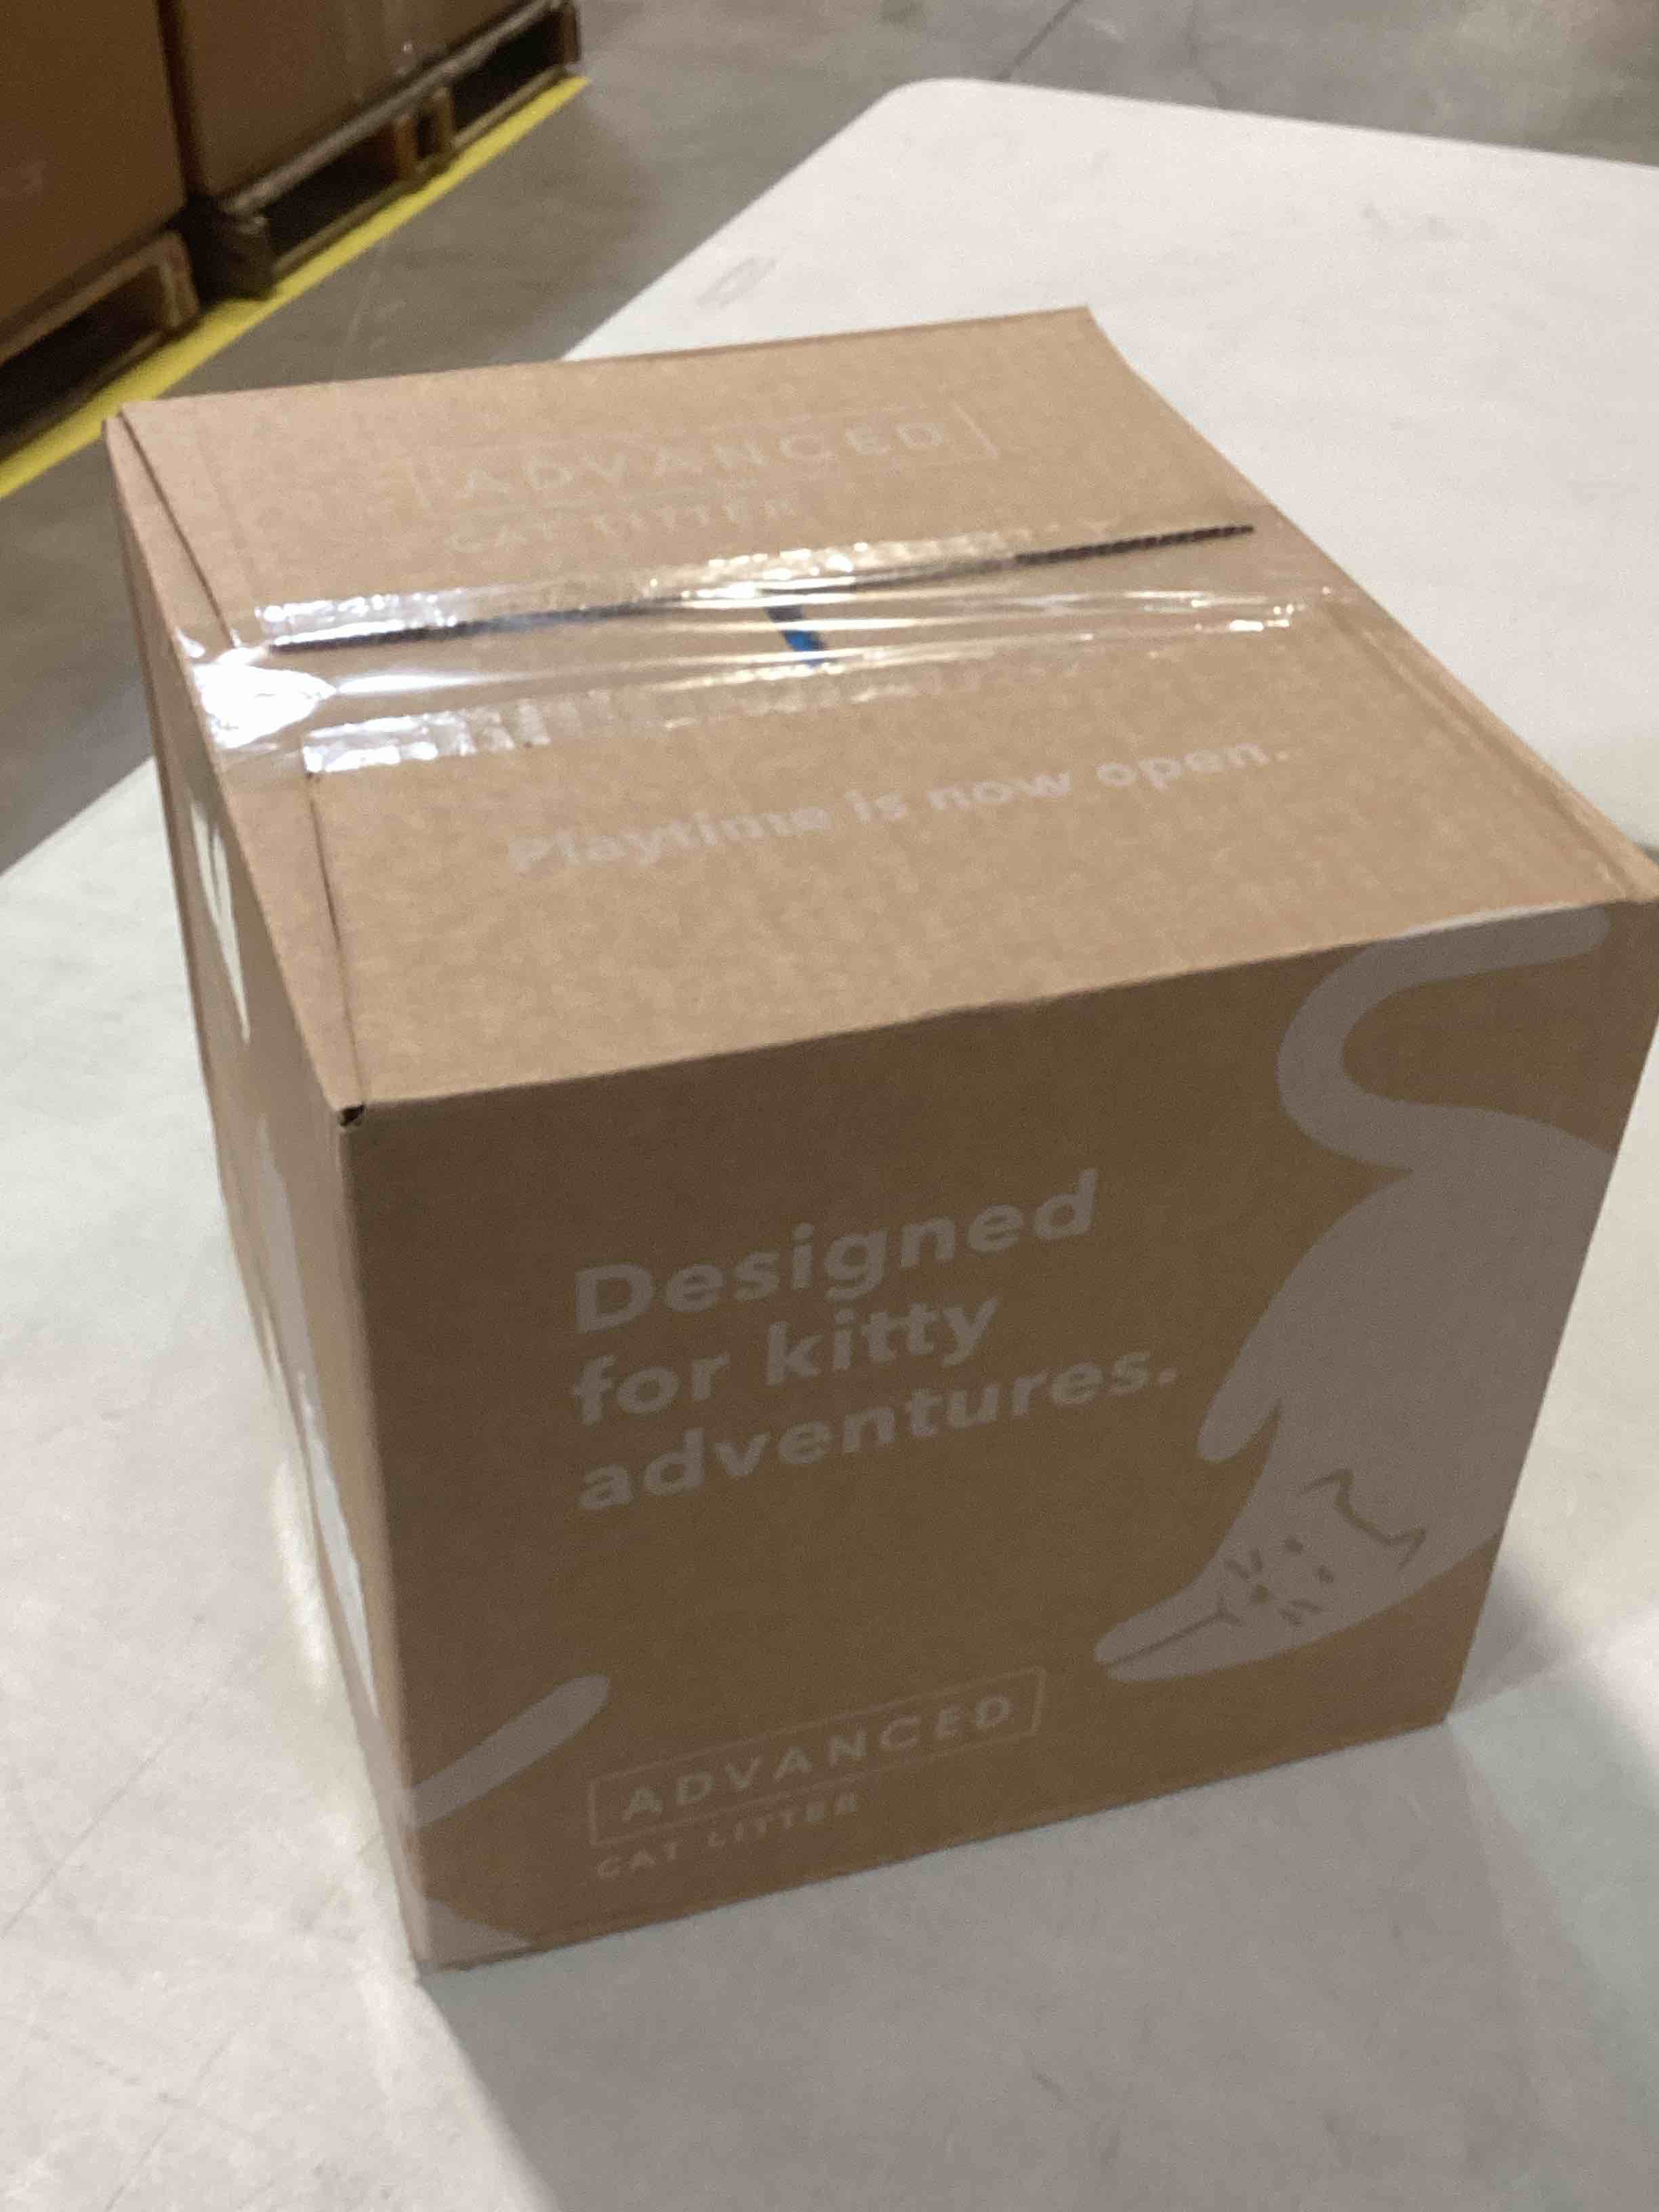 ADVANCED
CAT LITTER
Playtime is now open.
Designed
for kitty
adventures.
ADVANCED
CAT LITTER